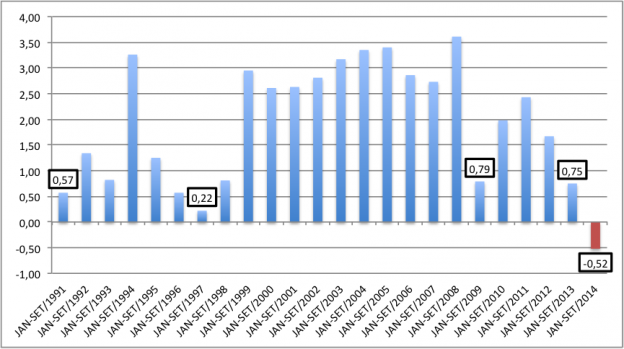 4,00
3,50
3,00
2,50
2,00
1,50
1,00
0,50
0,00
-0,50
-1,00
0,57
0,22
0,79
0,75
-0,52
JAN-SET/1991
JAN-SET/1992
JAN-SET/1993
JAN-SET/1994
JAN-SET/1995
JAN-SET/1996
JAN-SET/1997
JAN-SET/1998
JAN-SET/1999
JAN-SET/2000
JAN-SET/2001
JAN-SET/2002
JAN-SET/2003
JAN-SET/2004
JAN-SET/2005
JAN-SET/2006
JAN-SET/2007
JAN-SET/2008
JAN-SET/2009
JAN-SET/2010
JAN-SET/2011
JAN-SET/2012
JAN-SET/2013
JAN-SET/2014